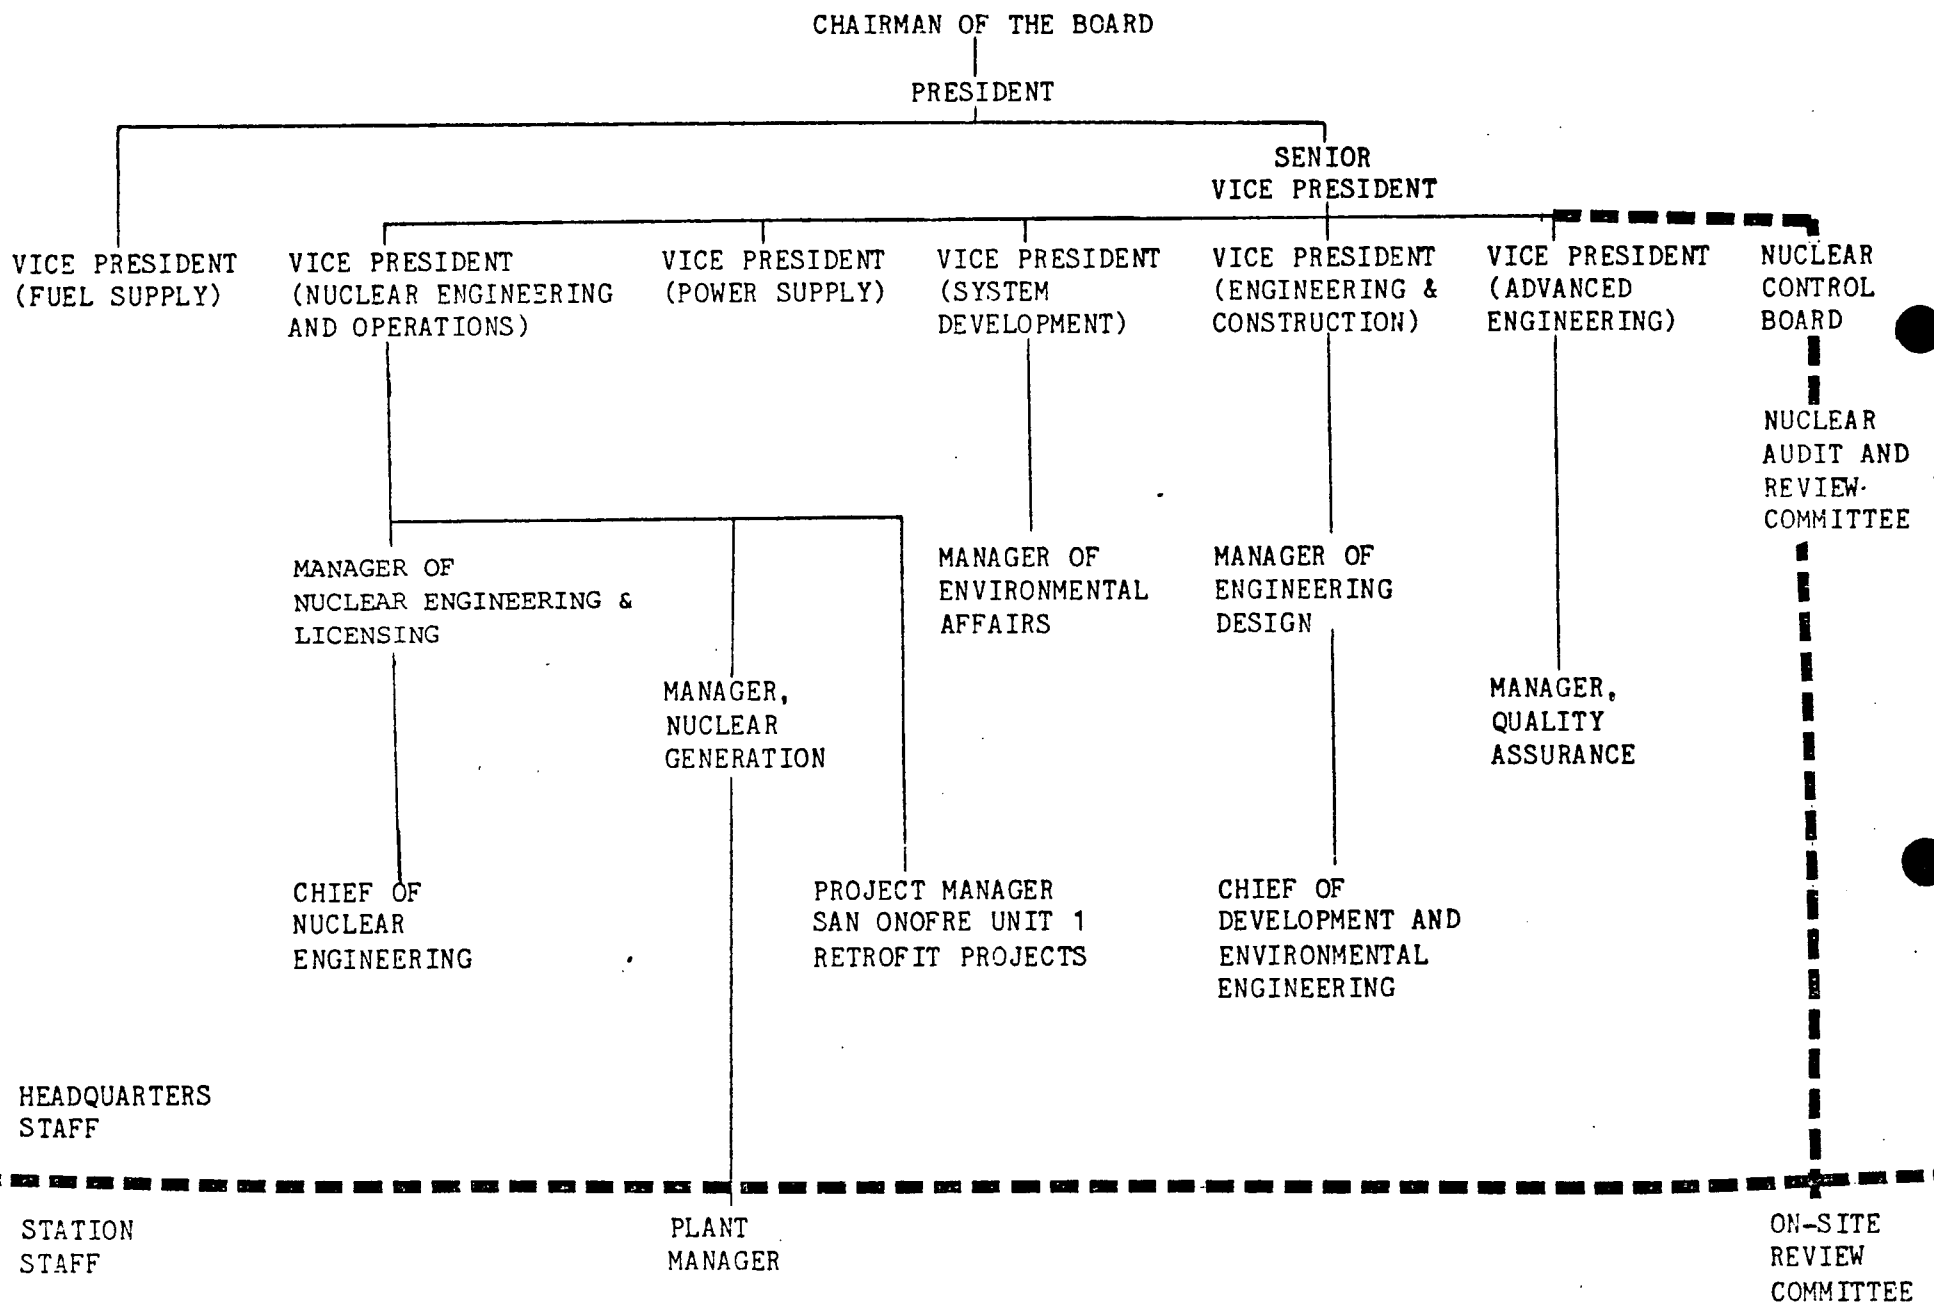 CHAIRMAN OF THE BOARD
PRESIDENT
SENIOR
VICE PRESIDENT
VICE PRESIDENT
(FUEL SUPPLY)
VICE PRESIDENT
(NUCLEAR ENGINEERING
AND OPERATIONS)
VICE PRESIDENT
(POWER SUPPLY)
VICE PRESIDENT
(SYSTEM
DEVELOPMENT)
VICE PRESIDENT
(ENGINEERING &
CONSTRUCTION)
VICE PRESIDENT
(ADVANCED
ENGINEERING)
NUCLEAR
CONTROL
BOARD
NUCLEAR
AUDIT AND
REVIEW
COMMITTEE
MANAGER OF
NUCLEAR ENGINEERING &
LICENSING
MANAGER OF
ENVIRONMENTAL
AFFAIRS
MANAGER OF
ENGINEERING
DESIGN
MANAGER,
NUCLEAR
GENERATION
MANAGER,
QUALITY
ASSURANCE
CHIEF OF
NUCLEAR
ENGINEERING
PROJECT MANAGER
SAN ONOFRE UNIT 1
RETROFIT PROJECTS
CHIEF OF
DEVELOPMENT AND
ENVIRONMENTAL
ENGINEERING
HEADQUARTERS
STAFF
STATION
STAFF
PLANT
MANAGER
ON-SITE
REVIEW
COMMITTEE